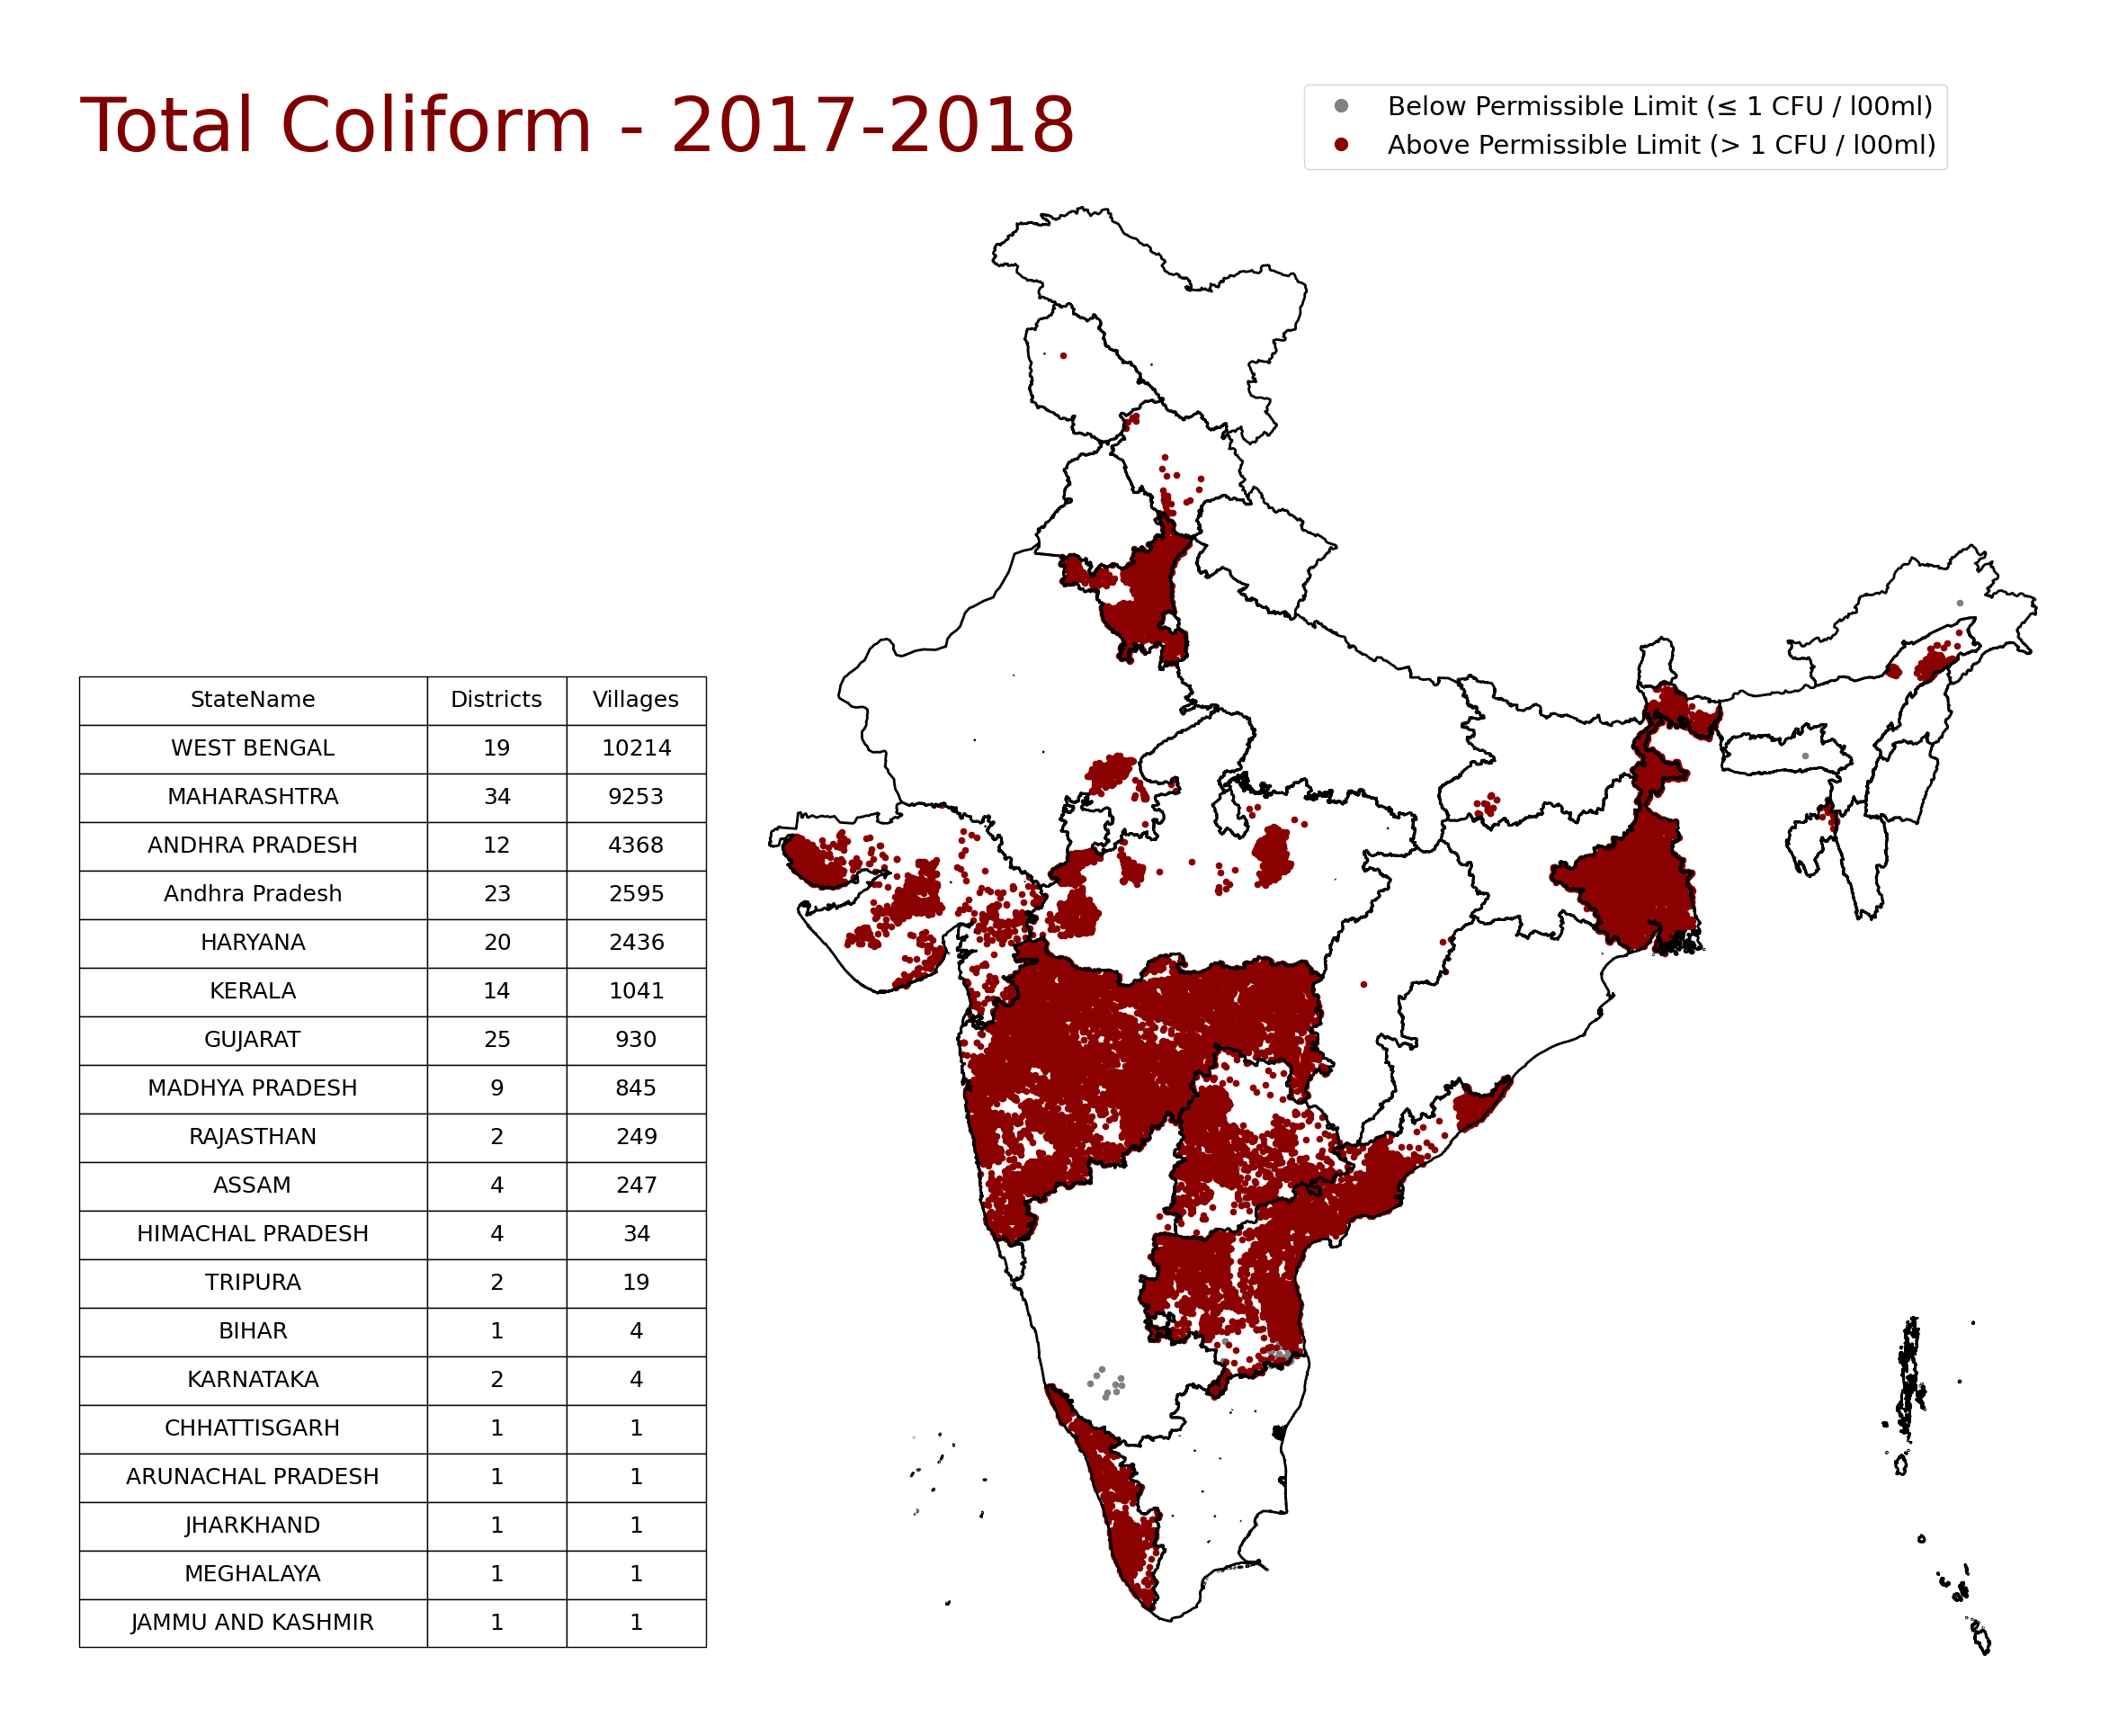 Total Coliform - 2017-2018
Below Permissible Limit (≤ 1 CFU / l00ml)
Above Permissible Limit (> 1 CFU / l00ml)
StateName Districts Villages
WEST BENGAL 19 10214
MAHARASHTRA 34 9253
ANDHRA PRADESH 12 4368
Andhra Pradesh 23 2595
HARYANA 20 2436
KERALA 14 1041
GUJARAT 25 930
MADHYA PRADESH 9 845
RAJASTHAN 2 249
ASSAM 4 247
HIMACHAL PRADESH 4 34
TRIPURA 2 19
BIHAR 1 4
KARNATAKA 2 4
CHHATTISGARH 1 1
ARUNACHAL PRADESH 1 1
JHARKHAND 1 1
MEGHALAYA 1 1
JAMMU AND KASHMIR 1 1